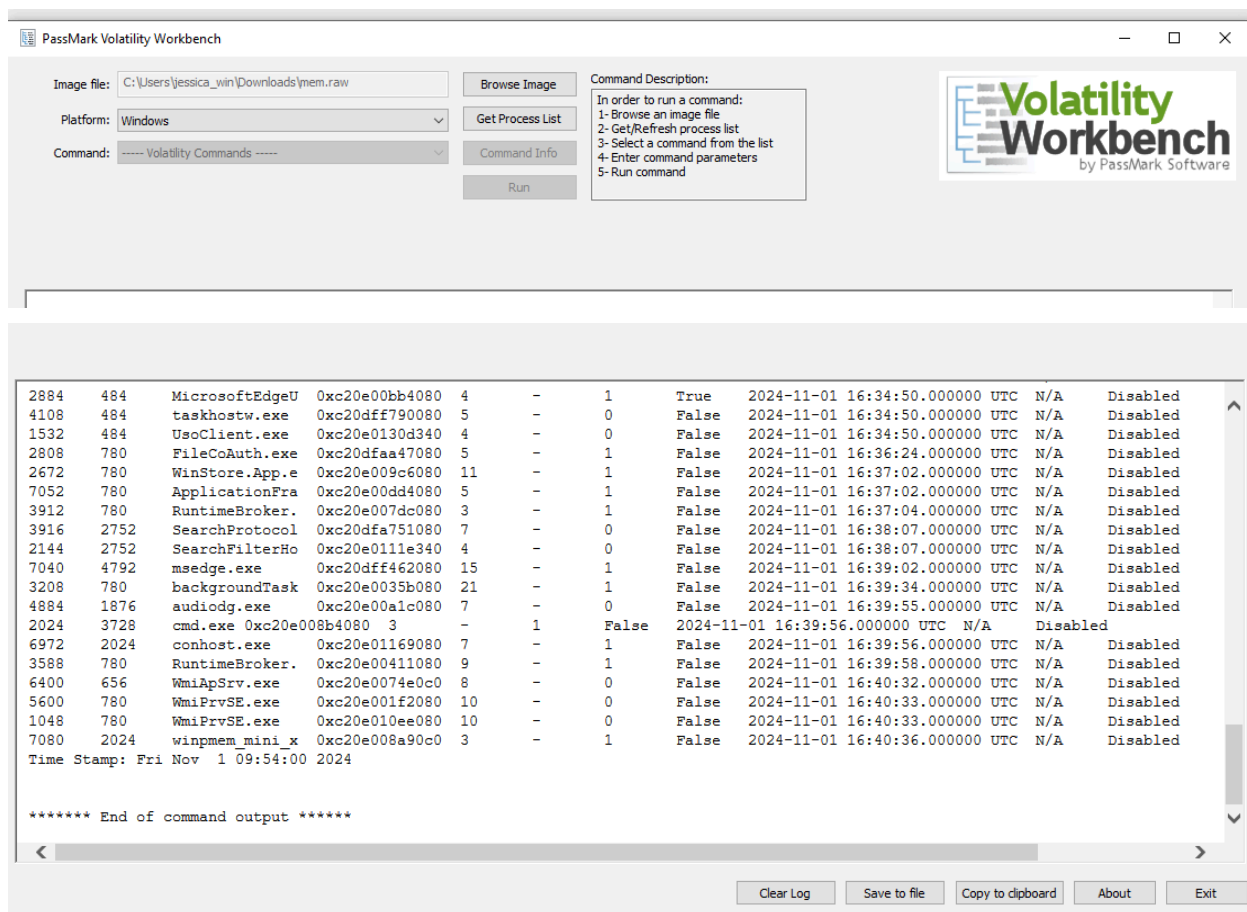 PassMark Volatility Workbench
Image file: C:\Users\jessica_win\Downloads\mem.raw Browse Image
Platform: Windows Get Process List
Command: ----- Volatility Commands ----- Command Info
Run
Command Description:
In order to run a command:
1- Browse an image file
2- Get/Refresh process list
3- Select a command from the list
4- Enter command parameters
5- Run command
Volatility
Workbench
by PassMark Software
2884 484 MicrosoftEdgeU 0xc20e00bb4080 4 - 1 True 2024-11-01 16:34:50.000000 UTC N/A Disabled
4108 484 taskhostw.exe 0xc20dff790080 5 - 0 False 2024-11-01 16:34:50.000000 UTC N/A Disabled
1532 484 UsoClient.exe 0xc20e0130d340 4 - 0 False 2024-11-01 16:34:50.000000 UTC N/A Disabled
2808 780 FileCoAuth.exe 0xc20dfaa47080 5 - 1 False 2024-11-01 16:36:24.000000 UTC N/A Disabled
2672 780 WinStore.App.e 0xc20e009c6080 11 - 1 False 2024-11-01 16:37:02.000000 UTC N/A Disabled
7052 780 ApplicationFra 0xc20e00dd4080 5 - 1 False 2024-11-01 16:37:02.000000 UTC N/A Disabled
3912 780 RuntimeBroker. 0xc20e007dc080 3 - 1 False 2024-11-01 16:37:04.000000 UTC N/A Disabled
3916 2752 SearchProtocol 0xc20dfa751080 7 - 0 False 2024-11-01 16:38:07.000000 UTC N/A Disabled
2144 2752 SearchFilterHo 0xc20e0111e340 4 - 0 False 2024-11-01 16:38:07.000000 UTC N/A Disabled
7040 4792 msedge.exe 0xc20dff462080 15 - 1 False 2024-11-01 16:39:02.000000 UTC N/A Disabled
3208 780 backgroundTask 0xc20e0035b080 21 - 1 False 2024-11-01 16:39:34.000000 UTC N/A Disabled
4884 1876 audiodg.exe 0xc20e00a1c080 7 - 0 False 2024-11-01 16:39:55.000000 UTC N/A Disabled
2024 3728 cmd.exe 0xc20e008b4080 3 - 1 False 2024-11-01 16:39:56.000000 UTC N/A Disabled
6972 2024 conhost.exe 0xc20e01169080 7 - 1 False 2024-11-01 16:39:56.000000 UTC N/A Disabled
3588 780 RuntimeBroker. 0xc20e00411080 9 - 1 False 2024-11-01 16:39:58.000000 UTC N/A Disabled
6400 656 WmiApSrv.exe 0xc20e0074e0c0 8 - 0 False 2024-11-01 16:40:32.000000 UTC N/A Disabled
5600 780 WmiPrvSE.exe 0xc20e001f2080 10 - 0 False 2024-11-01 16:40:33.000000 UTC N/A Disabled
1048 780 WmiPrvSE.exe 0xc20e010ee080 10 - 0 False 2024-11-01 16:40:33.000000 UTC N/A Disabled
7080 2024 winpmem_mini_x 0xc20e008a90c0 3 - 1 False 2024-11-01 16:40:36.000000 UTC N/A Disabled
Time Stamp: Fri Nov 1 09:54:00 2024
******* End of command output ******
Clear Log Save to file Copy to clipboard About Exit